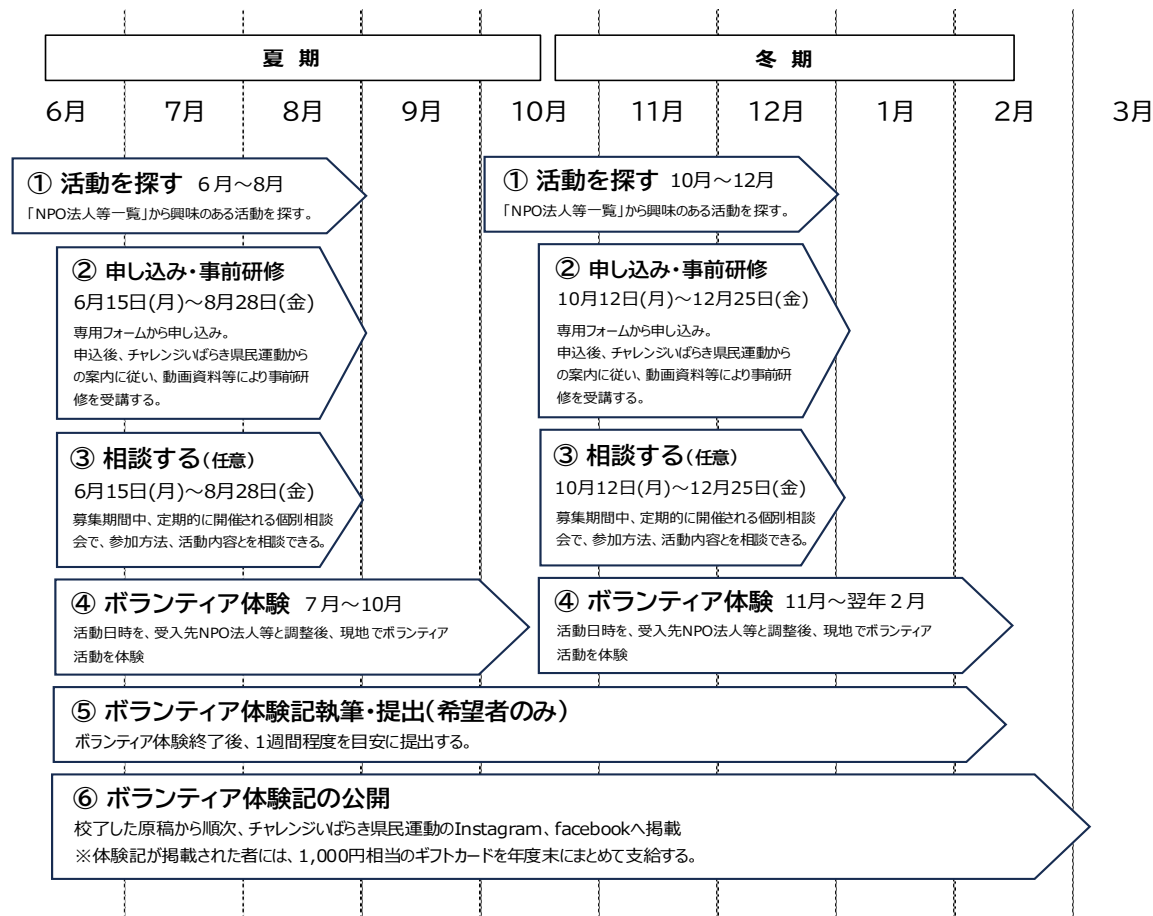 夏 期
冬 期
6月 7月 8月 9月 10月 11月 12月 1月 2月 3月
① 活動を探す 6月～8月
「NPO法人等一覧」から興味のある活動を探す。
② 申し込み・事前研修
6月15日(月)～8月28日(金)
専用フォームから申し込み。
申込後、チャレンジいばらき県民運動から
の案内に従い、動画資料等により事前研
修を受講する。
③ 相談する(任意)
6月15日(月)～8月28日(金)
募集期間中、定期的に開催される個別相談
会で、参加方法、活動内容とを相談できる。
④ ボランティア体験 7月～10月
活動日時を、受入先NPO法人等と調整後、現地でボランティア
活動を体験
① 活動を探す 10月～12月
「NPO法人等一覧」から興味のある活動を探す。
② 申し込み・事前研修
10月12日(月)～12月25日(金)
専用フォームから申し込み。
申込後、チャレンジいばらき県民運動から
の案内に従い、動画資料等により事前研
修を受講する。
③ 相談する(任意)
10月12日(月)～12月25日(金)
募集期間中、定期的に開催される個別相談
会で、参加方法、活動内容とを相談できる。
④ ボランティア体験 11月～翌年2月
活動日時を、受入先NPO法人等と調整後、現地でボランティア
活動を体験
⑤ ボランティア体験記執筆・提出(希望者のみ)
ボランティア体験終了後、1週間程度を目安に提出する。
⑥ ボランティア体験記の公開
校了した原稿から順次、チャレンジいばらき県民運動のInstagram、facebookへ掲載
※体験記が掲載された者には、1,000円相当のギフトカードを年度末にまとめて支給する。